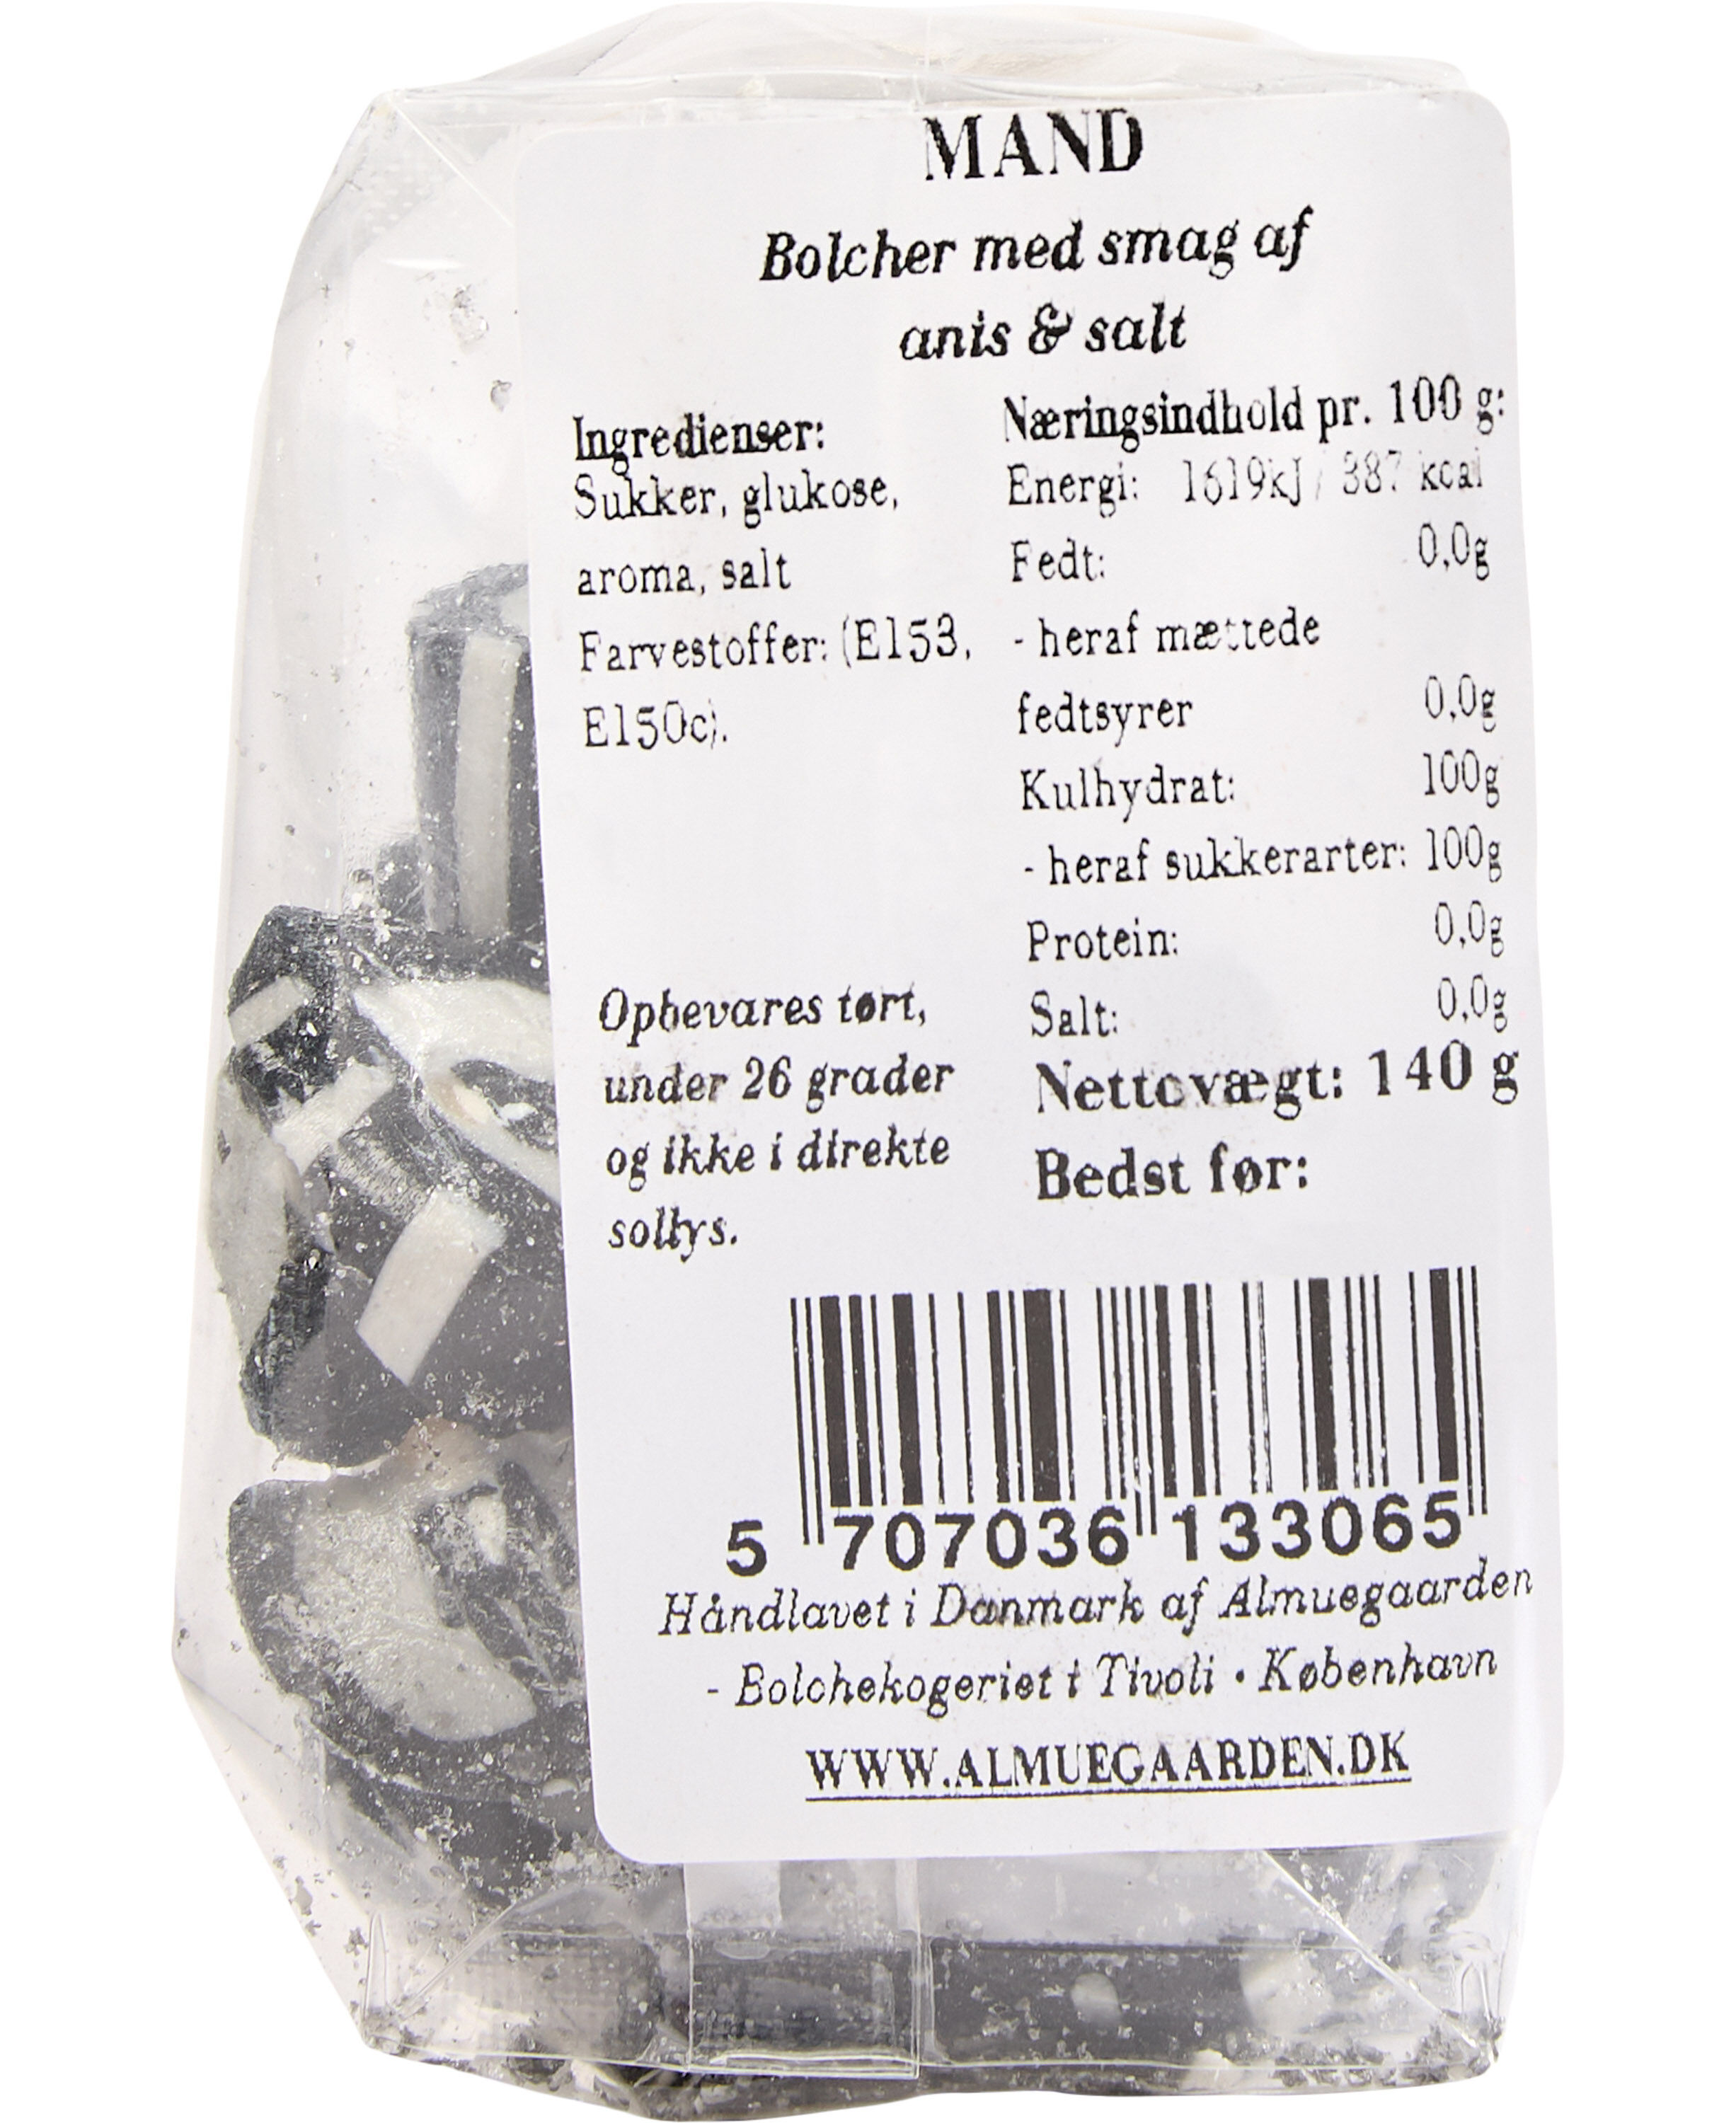 MAND
Bolcher med smag af
anis & salt
Ingredienser:
Sukker, glukose,
aroma, salt
Farvestoffer: (E153,
E150c).
Opbevares tørt,
under 26 grader
og ikke i direkte
sollys.
Næringsindhold pr. 100 g:
Energi: 1619kJ / 387 kcal
Fedt: 0,0g
- heraf mættede
fedtsyrer 0,0g
Kulhydrat: 100g
- heraf sukkerarter: 100g
Protein: 0,0g
Salt: 0,0g
Nettovægt: 140 g
Bedst før:
5 707036 133065
Håndlavet i Danmark af Almuegaarden
- Bolchekogeriet i Tivoli • København
WWW.ALMUEGAARDEN.DK